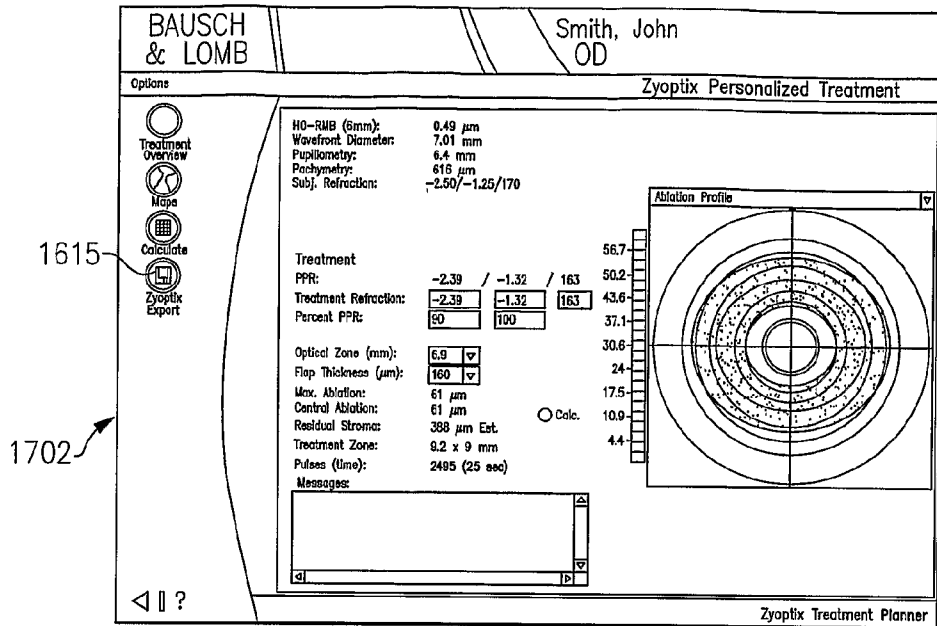 BAUSCH
& LOMB
Smith, John
OD
Options
Zyoptix Personalized Treatment
Treatment
Overview
Maps
Calculate
1615
Zyoptix
Export
1702
HO-RMB (6mm): 0.49 μm
Wavefront Diameter: 7.01 mm
Pupillometry: 6.4 mm
Pachymetry: 616 μm
Subj. Refraction: -2.50/-1.25/170
Treatment
PPR: -2.39 / -1.32 / 163
Treatment Refraction: -2.39 -1.32 163
Percent PPR: 90 100
Optical Zone (mm): 6.9
Flap Thickness (μm): 160
Max. Ablation: 61 μm
Central Ablation: 61 μm
Calc.
Residual Stroma: 388 μm Est.
Treatment Zone: 9.2 x 9 mm
Pulses (time): 2495 (25 sec)
Messages:
Ablation Profile
56.7
50.2
43.6
37.1
30.6
24
17.5
10.9
4.4
?
Zyoptix Treatment Planner